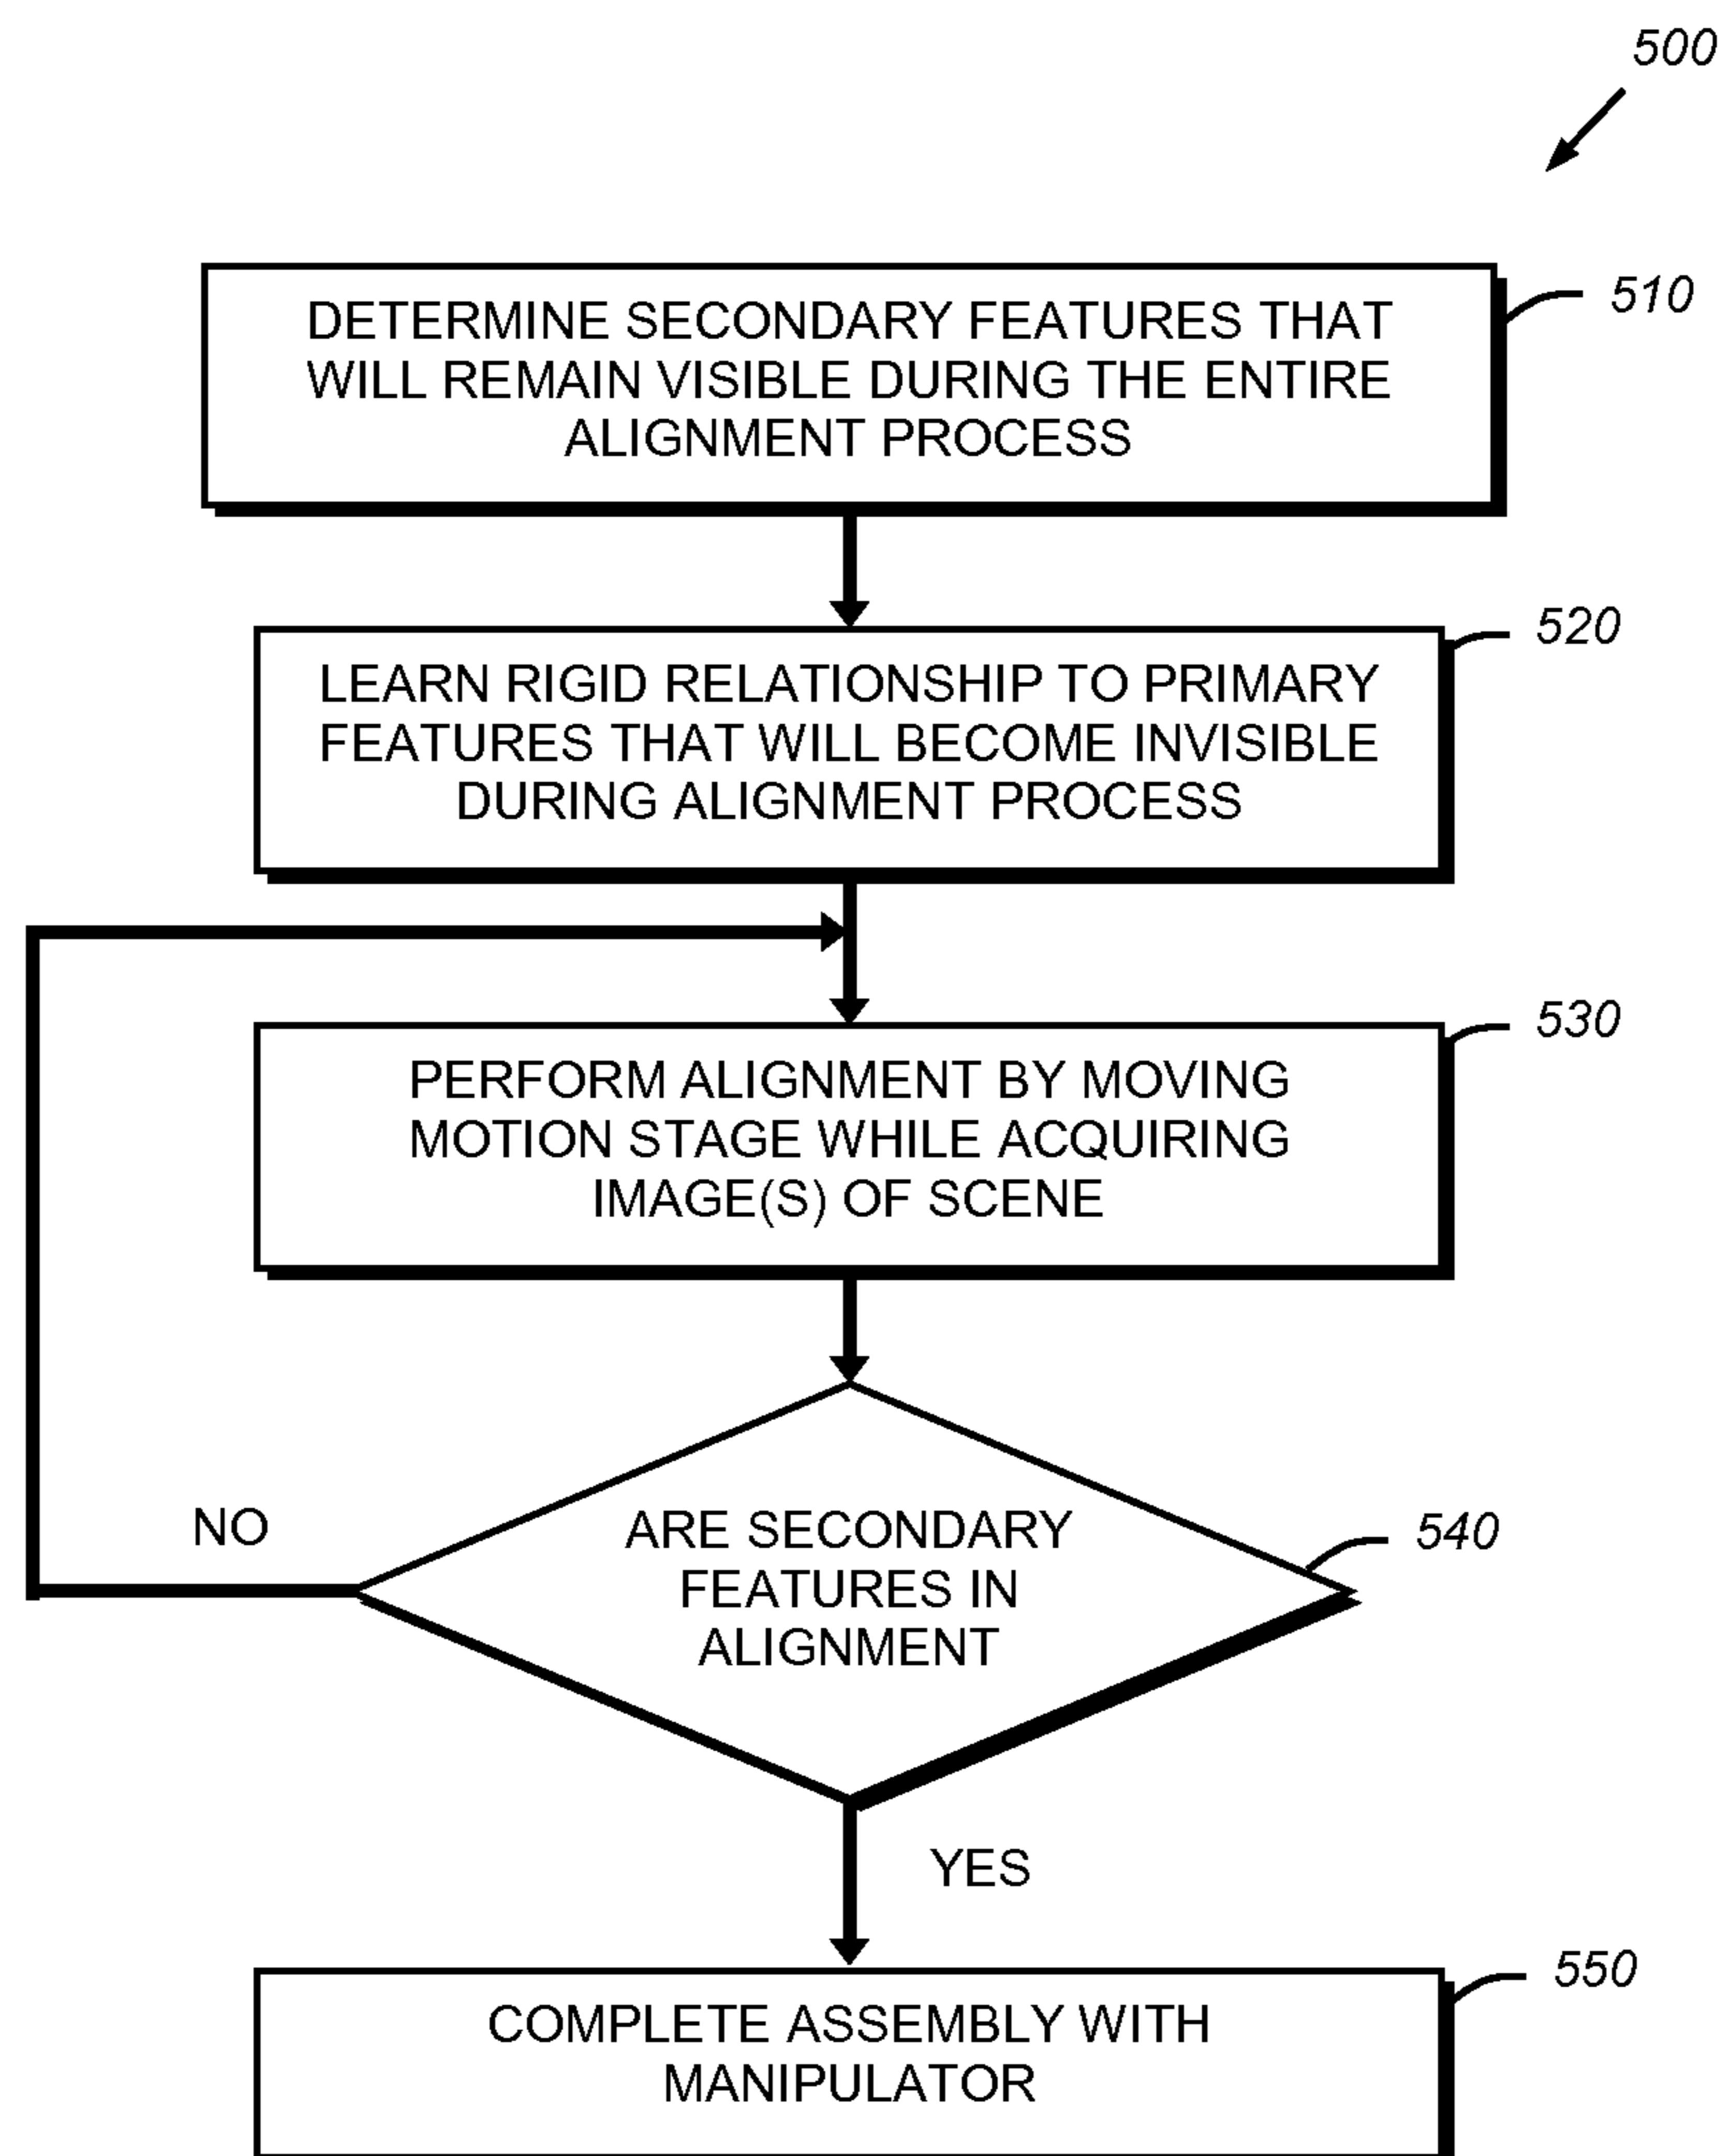 500
DETERMINE SECONDARY FEATURES THAT
WILL REMAIN VISIBLE DURING THE ENTIRE
ALIGNMENT PROCESS
510
LEARN RIGID RELATIONSHIP TO PRIMARY
FEATURES THAT WILL BECOME INVISIBLE
DURING ALIGNMENT PROCESS
520
PERFORM ALIGNMENT BY MOVING
MOTION STAGE WHILE ACQUIRING
IMAGE(S) OF SCENE
530
ARE SECONDARY
FEATURES IN
ALIGNMENT
540
NO
YES
COMPLETE ASSEMBLY WITH
MANIPULATOR
550